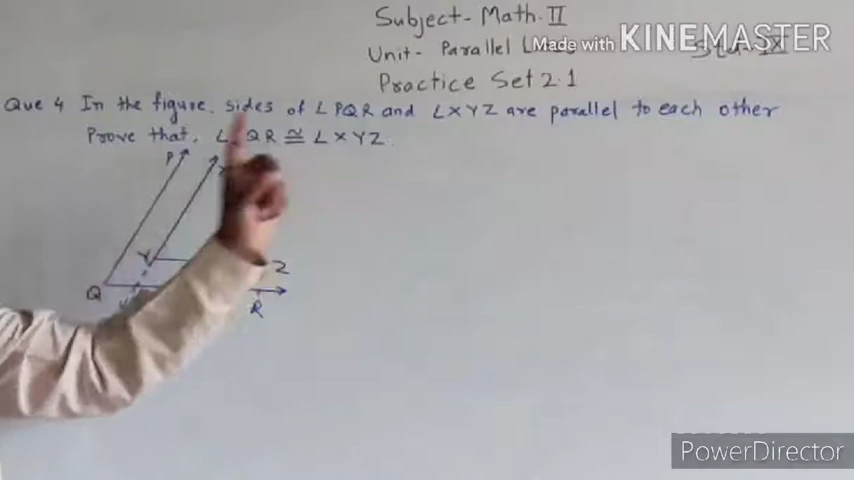 Subject- Math. II
Unit- Parallel
Made with KINEMASTER
Practice Set 2.1
Que 4 In the figure. sides of ∠ PQR and ∠XYZ are parallel to each other
Prove that, ∠ QR ≅ ∠XYZ.
P
Y
Z
Q
R
PowerDirector